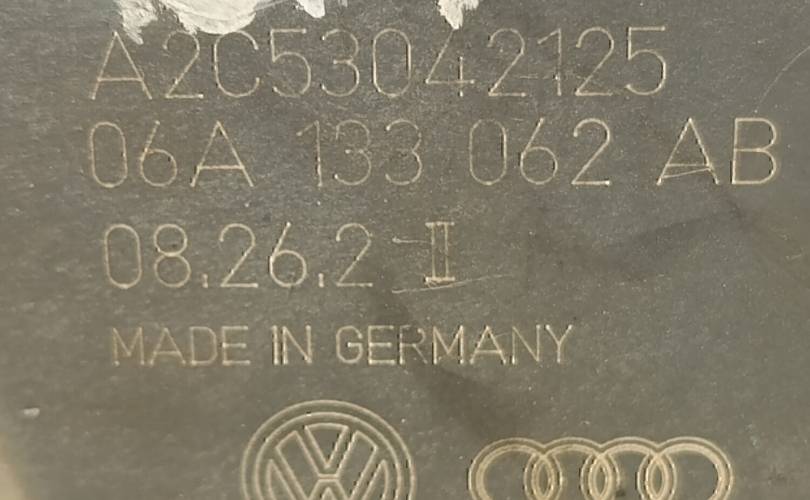 A2C53042125
06A 133 062 AB
08.26.2 II
MADE IN GERMANY